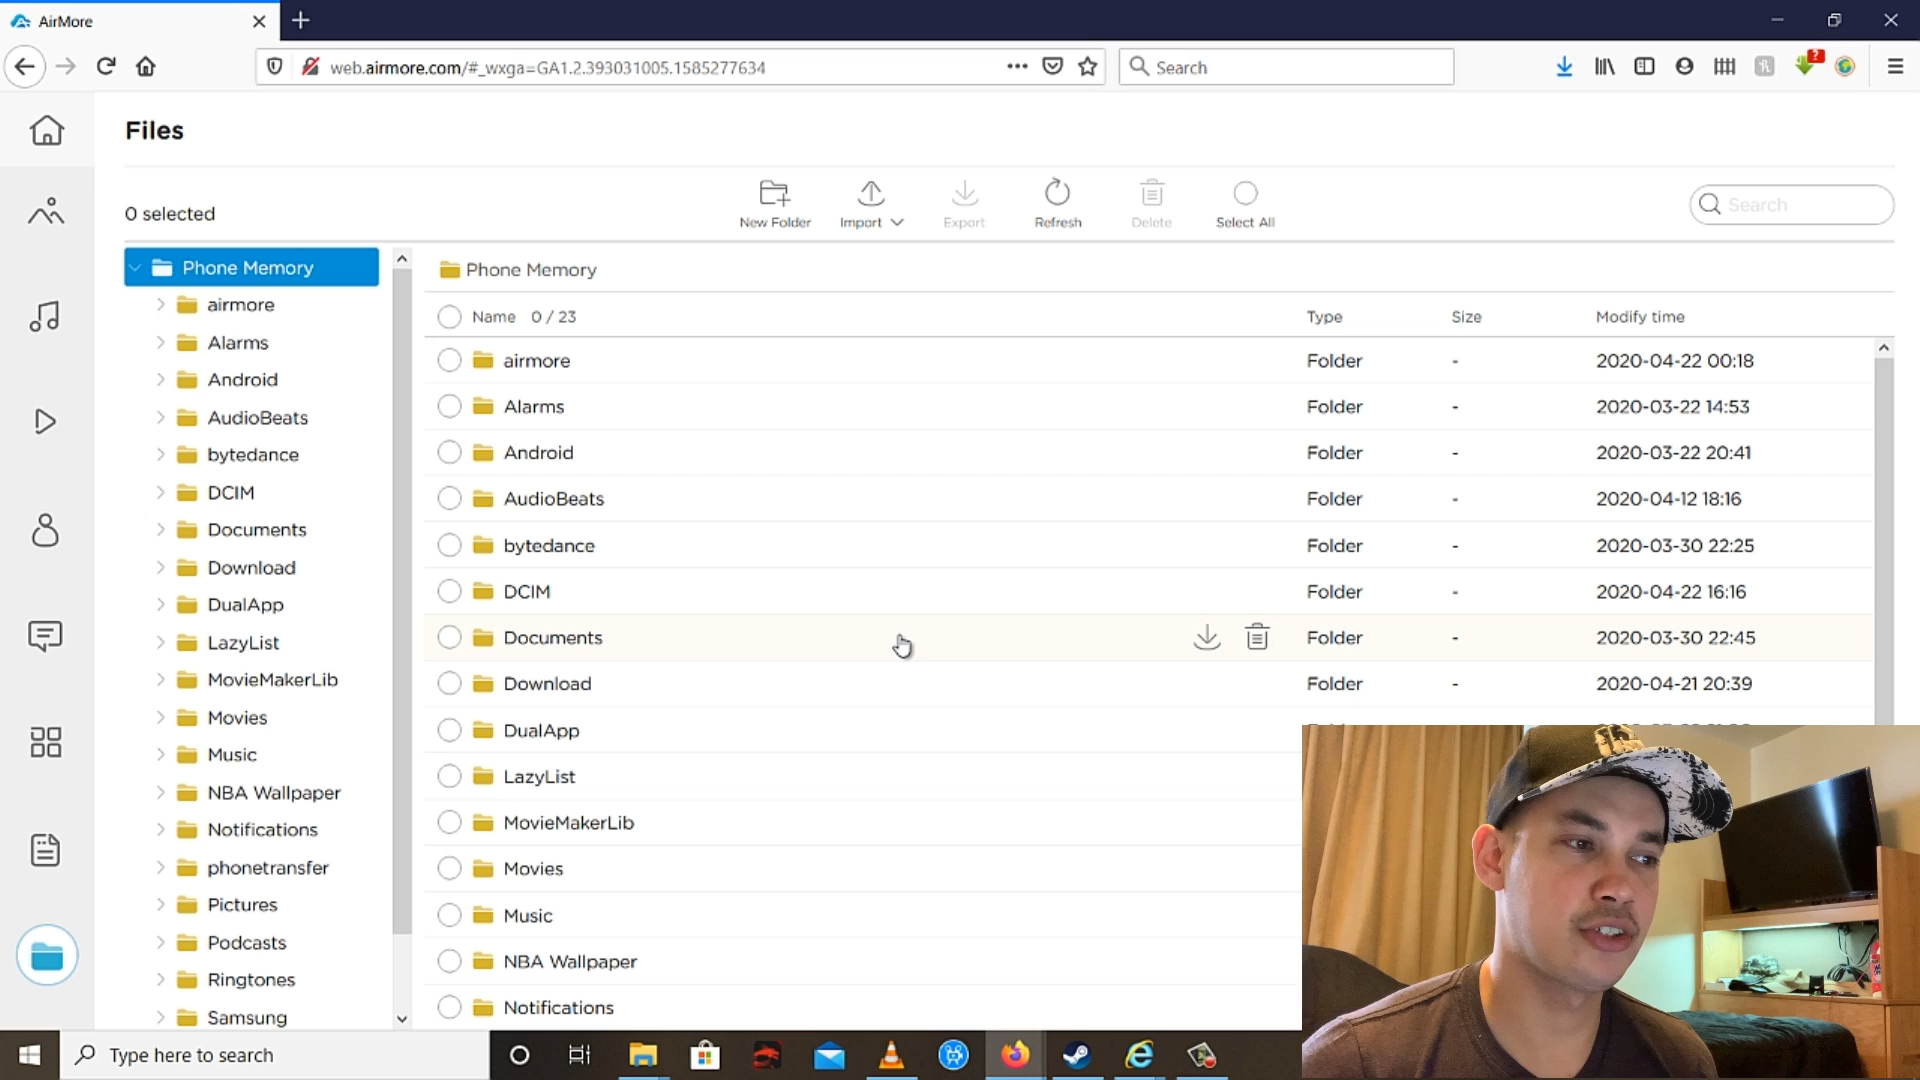 AirMore
web.airmore.com/#_wxga=GA1.2.393031005.1585277634
Search
?
Files
0 selected
New Folder
Import
Export
Refresh
Delete
Select All
Search
Phone Memory
airmore
Alarms
Android
AudioBeats
bytedance
DCIM
Documents
Download
DualApp
LazyList
MovieMakerLib
Movies
Music
NBA Wallpaper
Notifications
phonetransfer
Pictures
Podcasts
Ringtones
Samsung
Phone Memory
Name 0 / 23 Type Size Modify time
airmore Folder - 2020-04-22 00:18
Alarms Folder - 2020-03-22 14:53
Android Folder - 2020-03-22 20:41
AudioBeats Folder - 2020-04-12 18:16
bytedance Folder - 2020-03-30 22:25
DCIM Folder - 2020-04-22 16:16
Documents Folder - 2020-03-30 22:45
Download Folder - 2020-04-21 20:39
DualApp
LazyList
MovieMakerLib
Movies
Music
NBA Wallpaper
Notifications
Type here to search